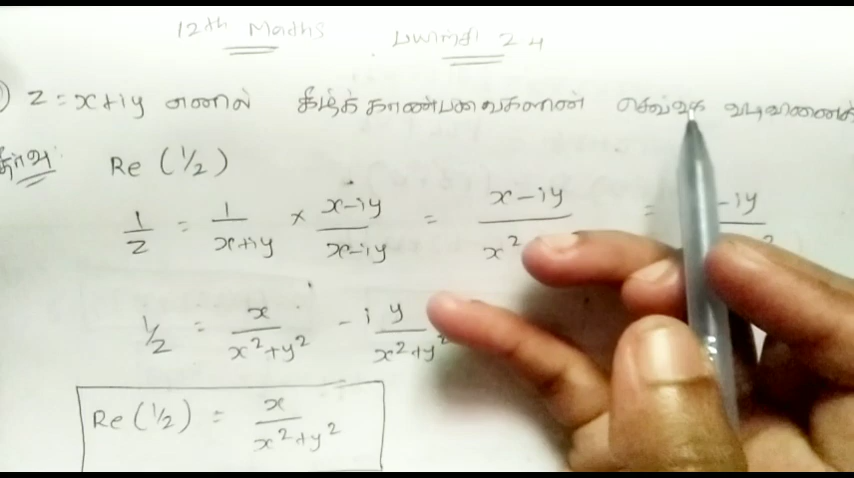 12th Maths பயிற்சி 2.4
) z = x+iy எனில் கீழ்க் காண்பவைகளின் செவ்வக வடிவினைக்
தீர்வு: Re (1/z)
1/z = 1/(x+iy) × (x-iy)/(x-iy) = (x-iy)/x² = -iy
1/z = x/(x²+y²) - i y/(x²+y²)
Re (1/z) = x/(x²+y²)